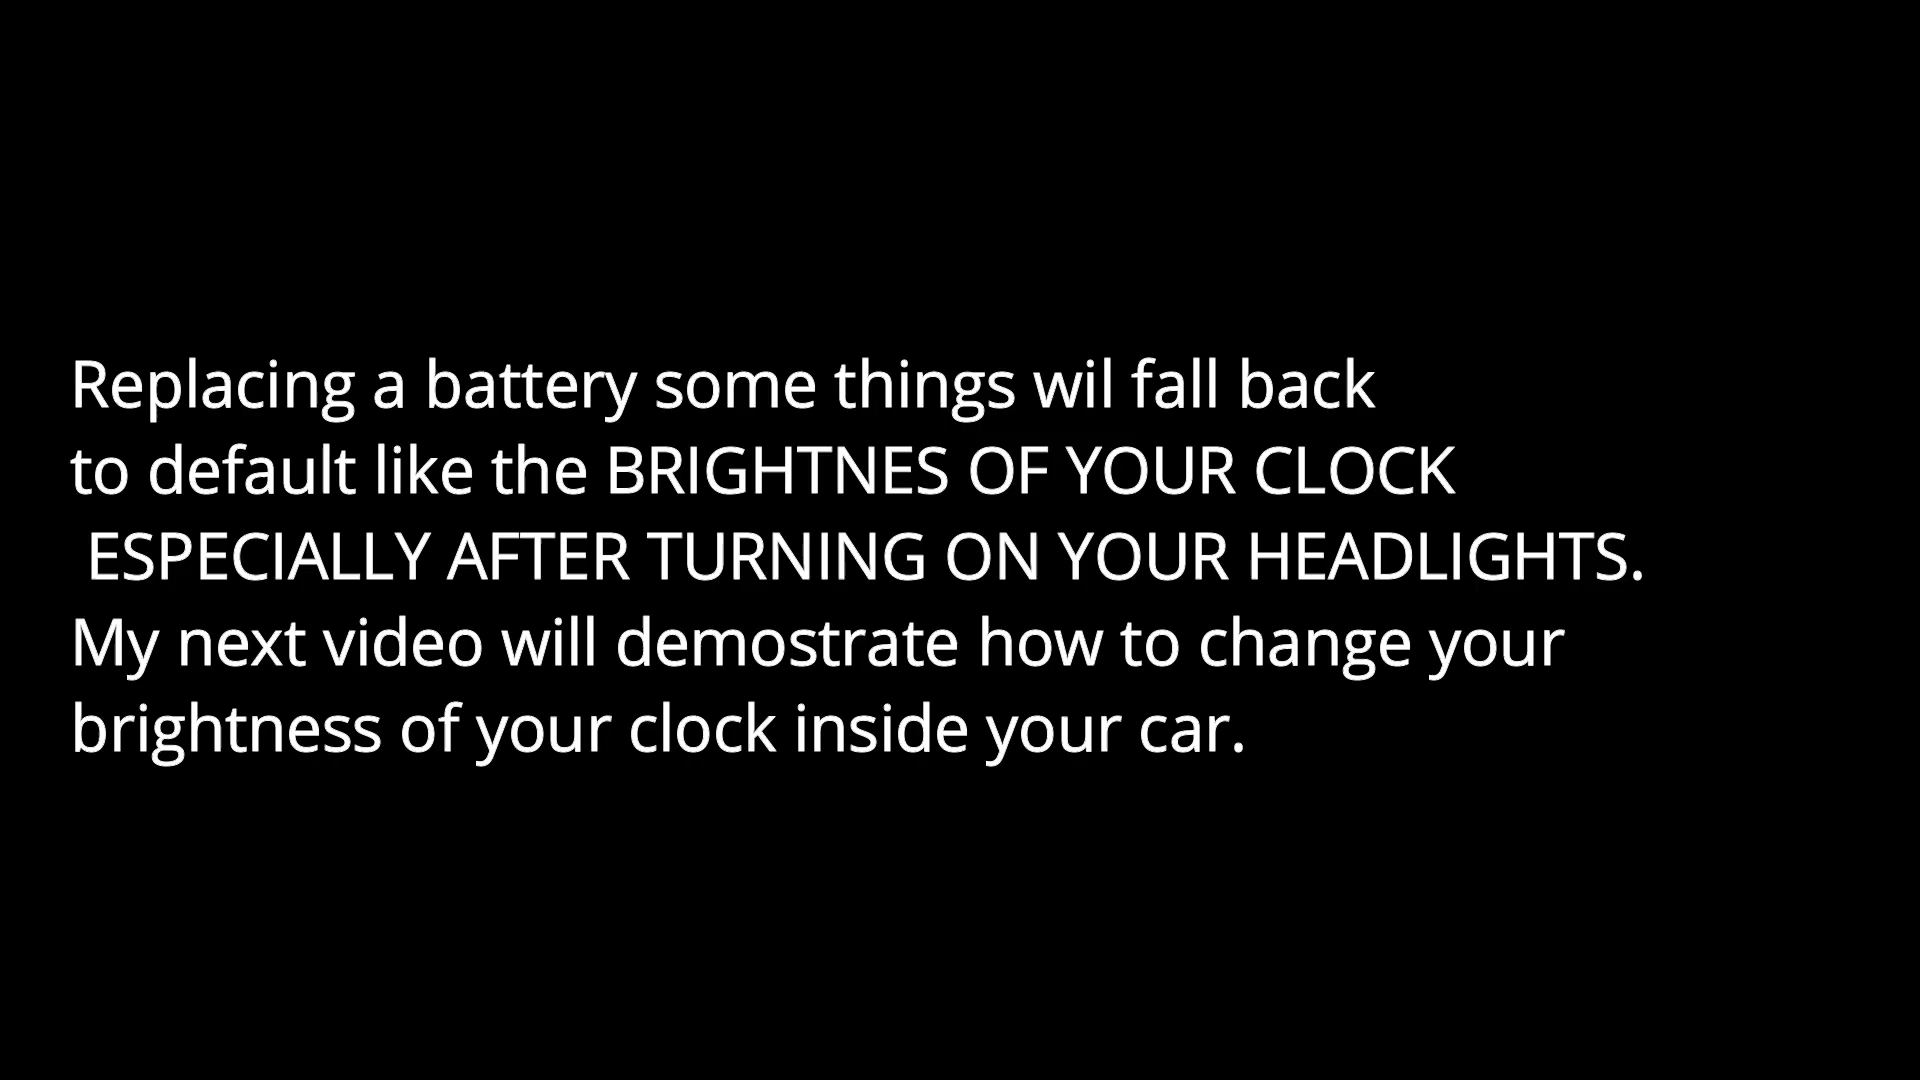 Replacing a battery some things wil fall back
to default like the BRIGHTNES OF YOUR CLOCK
ESPECIALLY AFTER TURNING ON YOUR HEADLIGHTS.
My next video will demostrate how to change your
brightness of your clock inside your car.